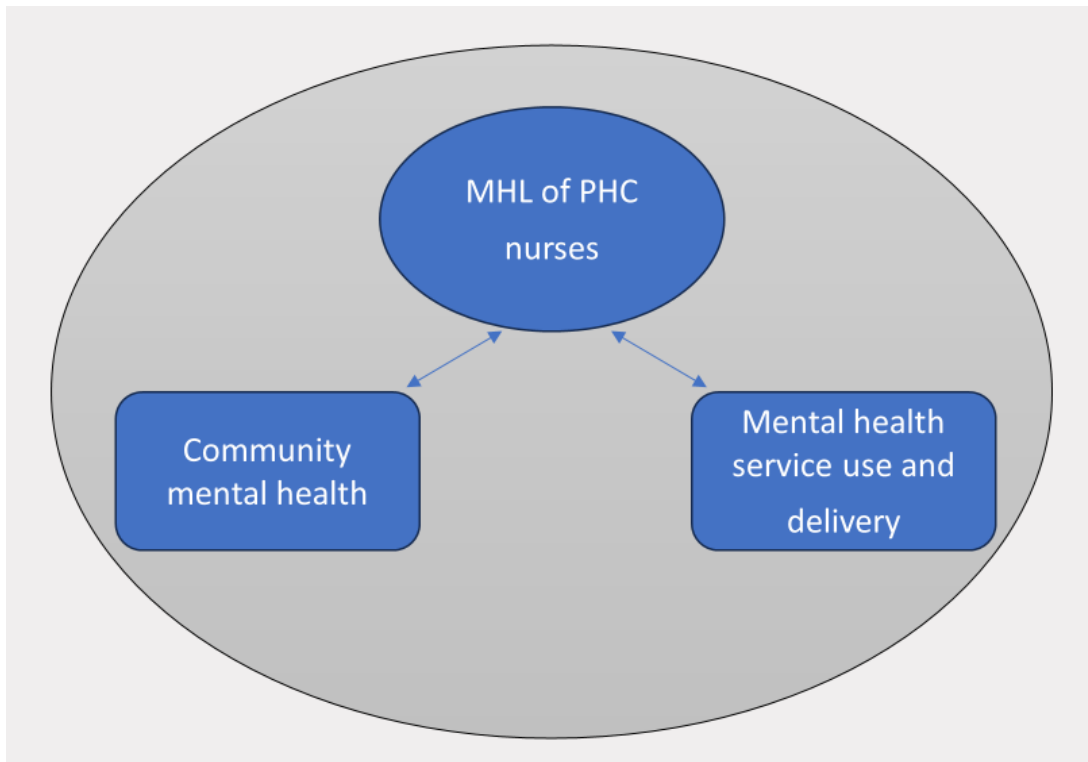 MHL of PHC
nurses
Community
mental health
Mental health
service use and
delivery